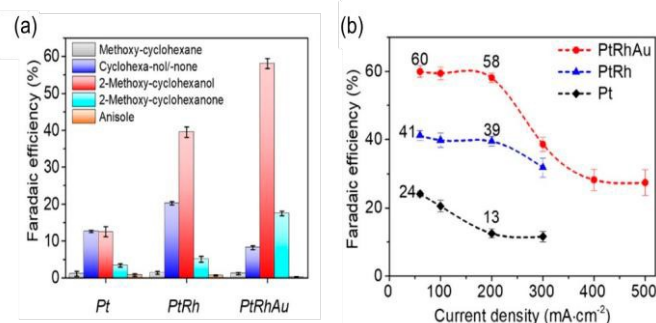 (a)
Methoxy-cyclohexane
Cyclohexa-nol/-none
2-Methoxy-cyclohexanol
2-Methoxy-cyclohexanone
Anisole
Faradaic efficiency (%)
60
50
40
30
20
10
0
Pt PtRh PtRhAu
(b)
PtRhAu
PtRh
Pt
Faradaic efficiency (%)
60
40
20
0
60 58
41 39
24 13
0 100 200 300 400 500
Current density (mA·cm⁻²)